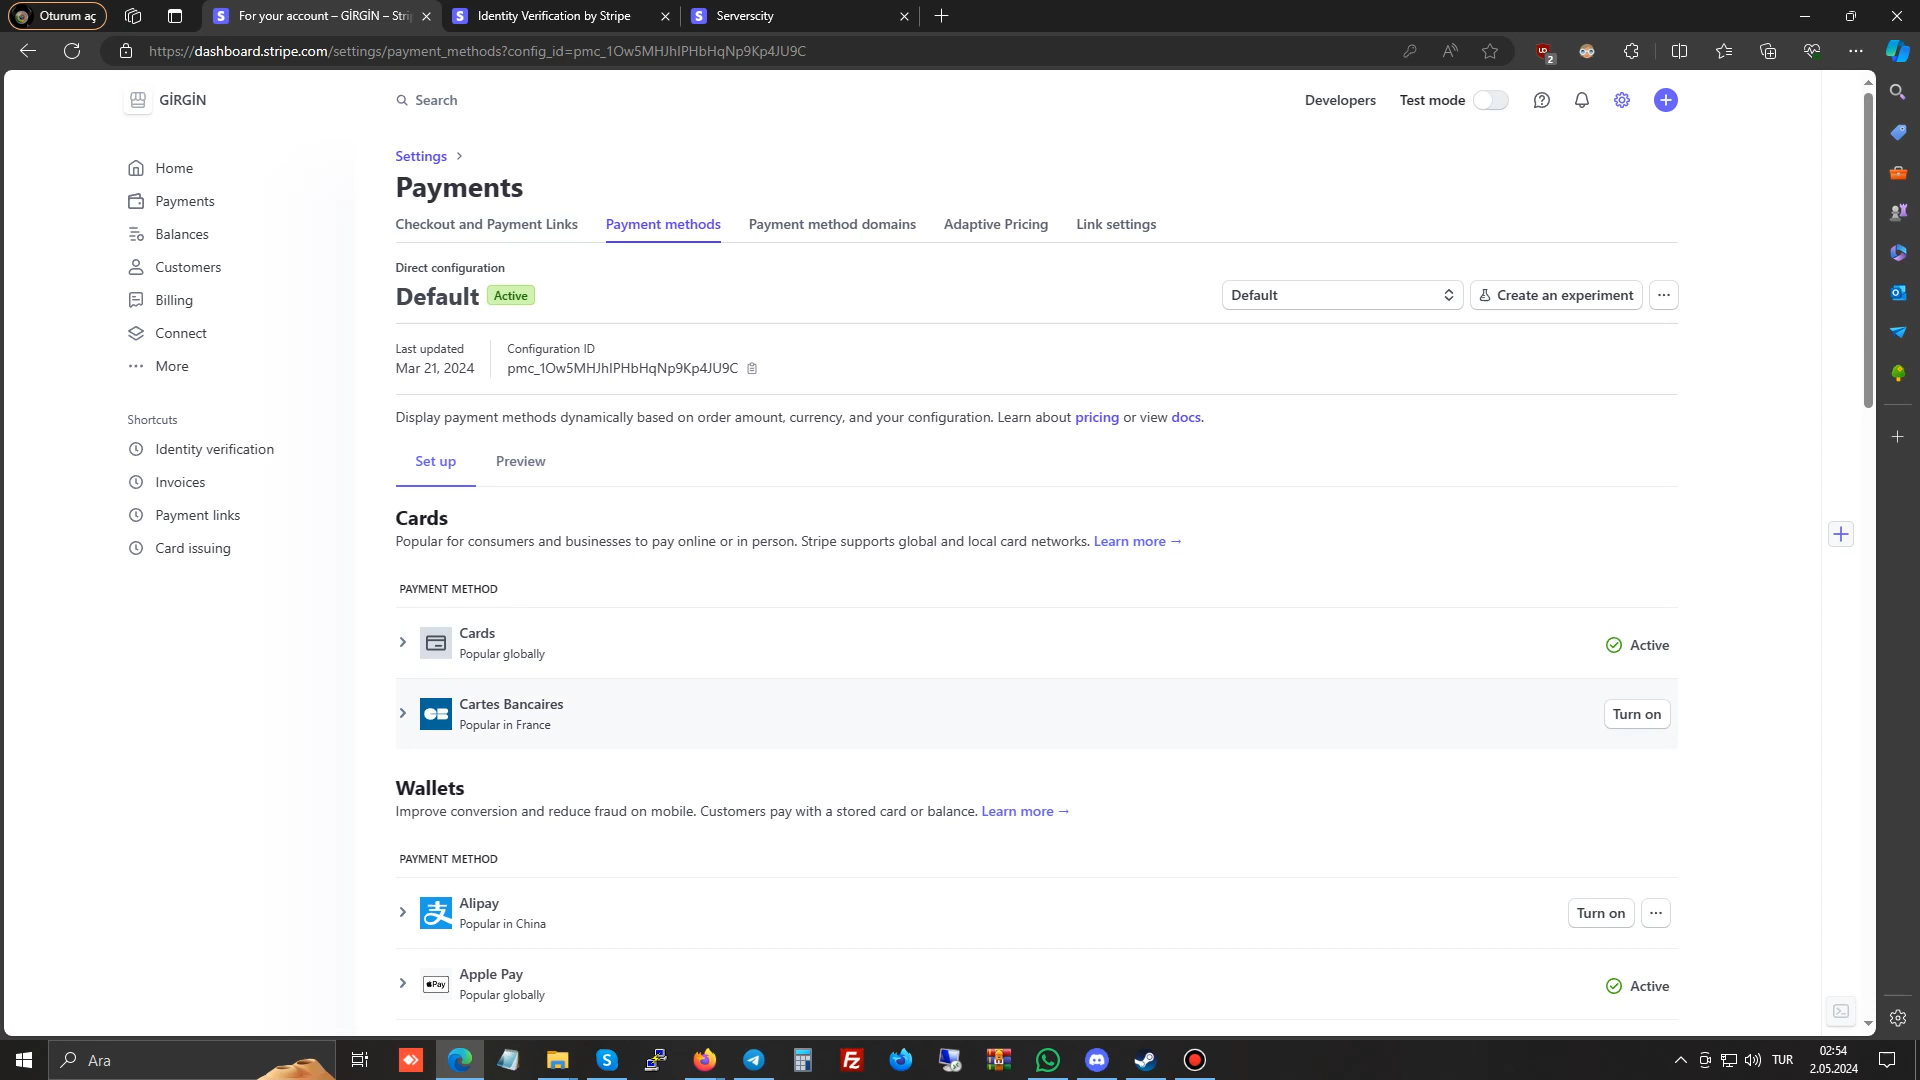 Oturum aç
For your account – GİRGİN – Stri
Identity Verification by Stripe
Serverscity
https://dashboard.stripe.com/settings/payment_methods?config_id=pmc_1Ow5MHJhIPHbHqNp9Kp4JU9C
2
GİRGİN
Search
Developers
Test mode
Home
Payments
Balances
Customers
Billing
Connect
More
Shortcuts
Identity verification
Invoices
Payment links
Card issuing
Settings
Payments
Checkout and Payment Links
Payment methods
Payment method domains
Adaptive Pricing
Link settings
Direct configuration
Default Active
Default
Create an experiment
Last updated
Mar 21, 2024
Configuration ID
pmc_1Ow5MHJhIPHbHqNp9Kp4JU9C
Display payment methods dynamically based on order amount, currency, and your configuration. Learn about pricing or view docs.
Set up
Preview
Cards
Popular for consumers and businesses to pay online or in person. Stripe supports global and local card networks. Learn more →
PAYMENT METHOD
Cards
Popular globally
Active
Cartes Bancaires
Popular in France
Turn on
Wallets
Improve conversion and reduce fraud on mobile. Customers pay with a stored card or balance. Learn more →
PAYMENT METHOD
Alipay
Popular in China
Turn on
Apple Pay
Popular globally
Active
Pay
Ara
TUR
02:54
2.05.2024